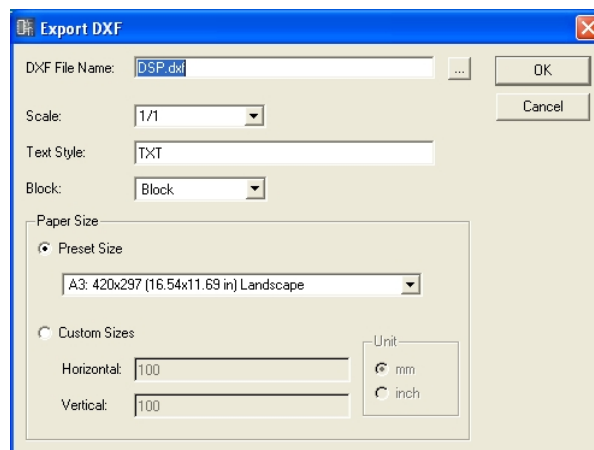 Export DXF
DXF File Name: DSP.dxf ... OK
Cancel
Scale: 1/1
Text Style: TXT
Block: Block
Paper Size
Preset Size
A3: 420x297 (16.54x11.69 in) Landscape
Custom Sizes
Unit
Horizontal: 100 mm
inch
Vertical: 100